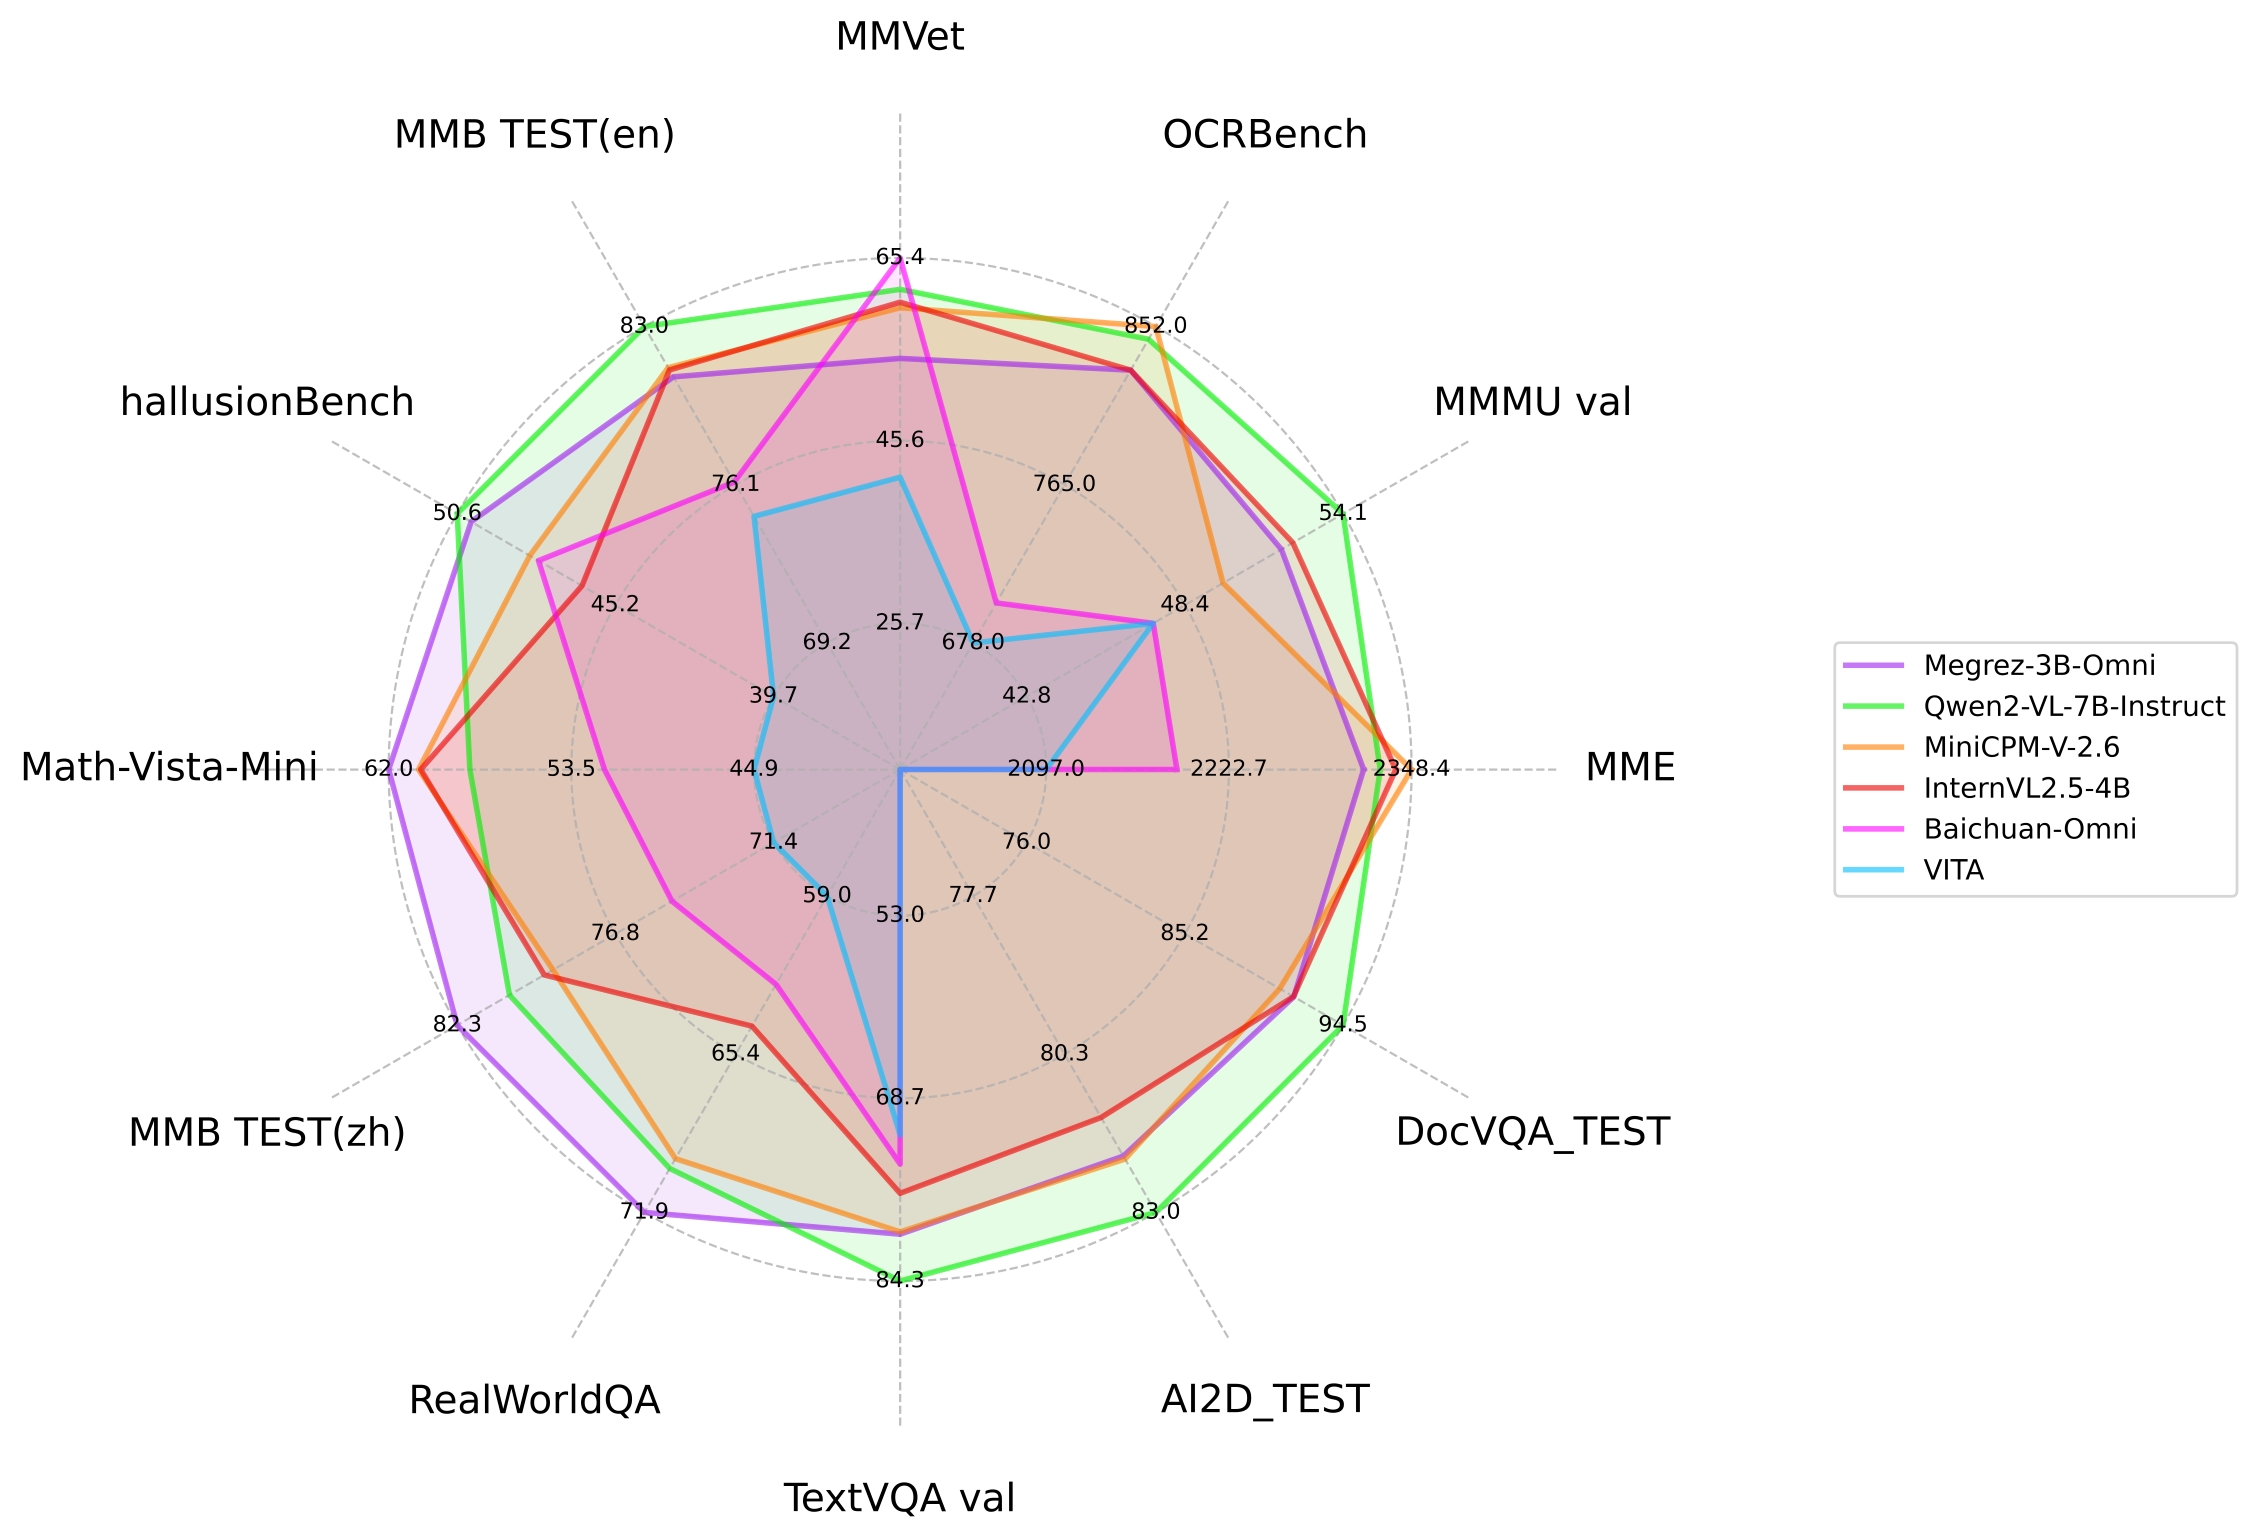 MMVet
MMB TEST(en)
OCRBench
hallusionBench
MMMU val
Math-Vista-Mini
MME
MMB TEST(zh)
DocVQA_TEST
RealWorldQA
AI2D_TEST
TextVQA val
65.4
45.6
25.7
83.0
76.1
69.2
852.0
765.0
678.0
50.6
45.2
39.7
54.1
48.4
42.8
62.0
53.5
44.9
2097.0
2222.7
2348.4
71.4
76.8
82.3
76.0
85.2
94.5
59.0
65.4
71.9
53.0
68.7
84.3
77.7
80.3
83.0
Megrez-3B-Omni
Qwen2-VL-7B-Instruct
MiniCPM-V-2.6
InternVL2.5-4B
Baichuan-Omni
VITA